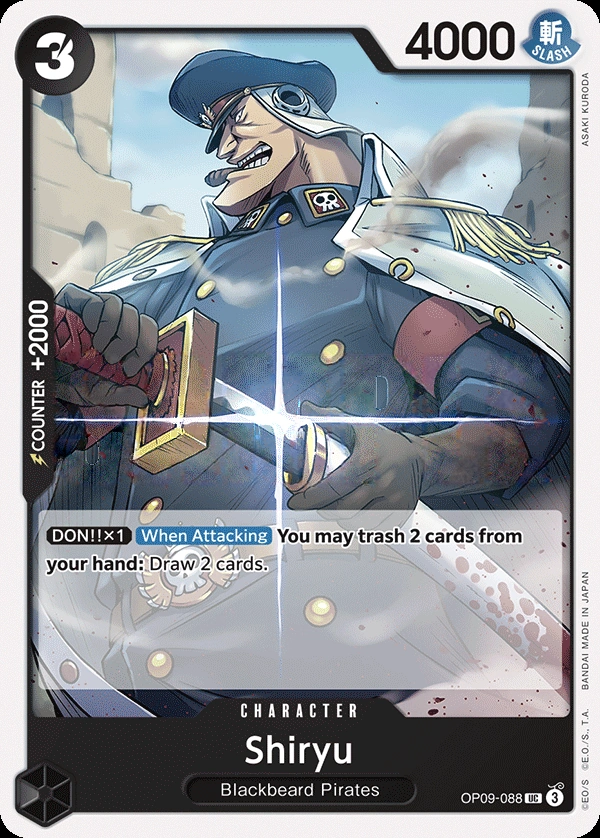 3
4000
斬
SLASH
ASAKI KURODA
COUNTER +2000
DON!!×1 When Attacking You may trash 2 cards from
your hand: Draw 2 cards.
CHARACTER
Shiryu
Blackbeard Pirates
OP09-088 UC 3
©EO/S ©E.O./S., T.A. BANDAI MADE IN JAPAN